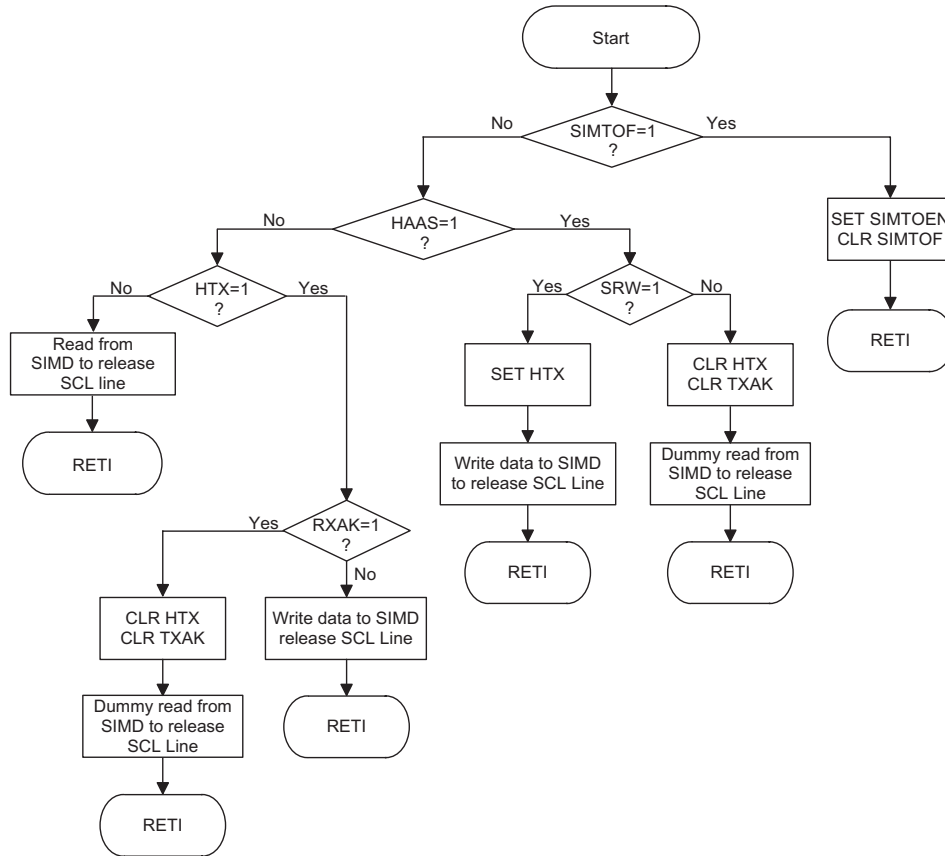 Start
No
SIMTOF=1
?
Yes
No
HAAS=1
?
Yes
SET SIMTOEN
CLR SIMTOF
No
HTX=1
?
Yes
Yes
SRW=1
?
No
RETI
Read from
SIMD to release
SCL line
SET HTX
CLR HTX
CLR TXAK
RETI
Write data to SIMD
to release SCL Line
Dummy read from
SIMD to release
SCL Line
Yes
RXAK=1
?
No
RETI
RETI
CLR HTX
CLR TXAK
Write data to SIMD
release SCL Line
Dummy read from
SIMD to release
SCL Line
RETI
RETI